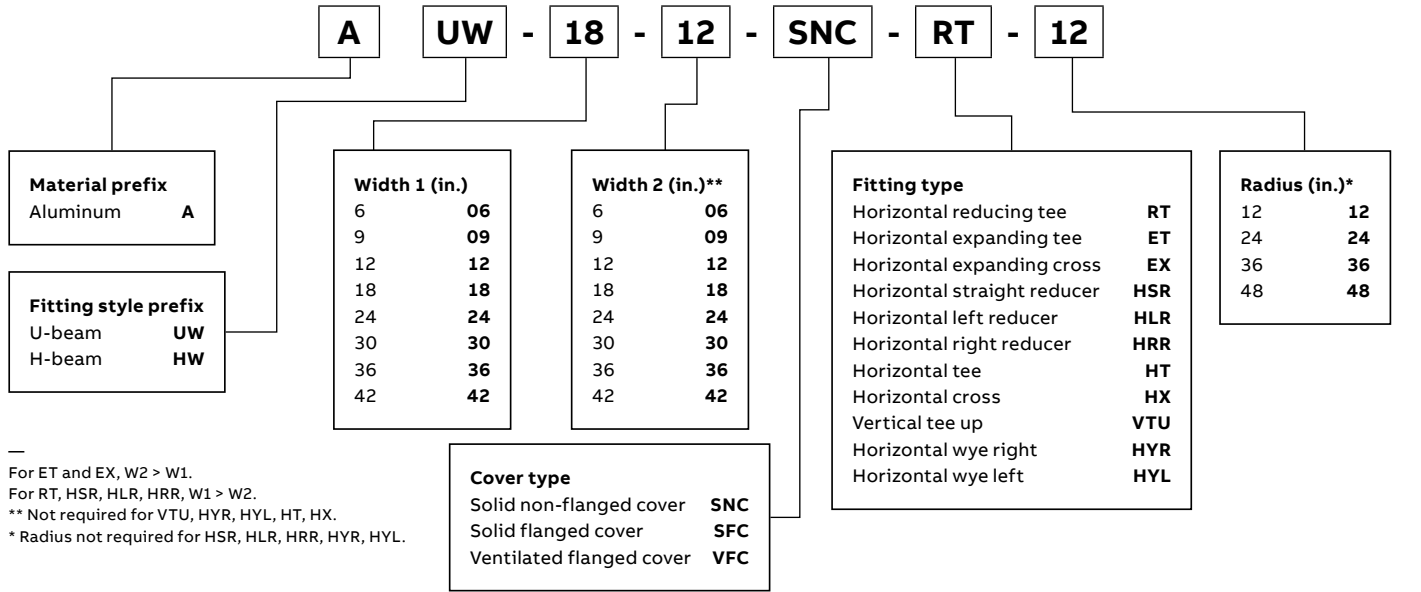 A UW - 18 - 12 - SNC - RT - 12
Material prefix
Aluminum A
Fitting style prefix
U-beam UW
H-beam HW
Width 1 (in.)
6 06
9 09
12 12
18 18
24 24
30 30
36 36
42 42
Width 2 (in.)**
6 06
9 09
12 12
18 18
24 24
30 30
36 36
42 42
Fitting type
Horizontal reducing tee RT
Horizontal expanding tee ET
Horizontal expanding cross EX
Horizontal straight reducer HSR
Horizontal left reducer HLR
Horizontal right reducer HRR
Horizontal tee HT
Horizontal cross HX
Vertical tee up VTU
Horizontal wye right HYR
Horizontal wye left HYL
Radius (in.)*
12 12
24 24
36 36
48 48
Cover type
Solid non-flanged cover SNC
Solid flanged cover SFC
Ventilated flanged cover VFC
—
For ET and EX, W2 > W1.
For RT, HSR, HLR, HRR, W1 > W2.
** Not required for VTU, HYR, HYL, HT, HX.
* Radius not required for HSR, HLR, HRR, HYR, HYL.